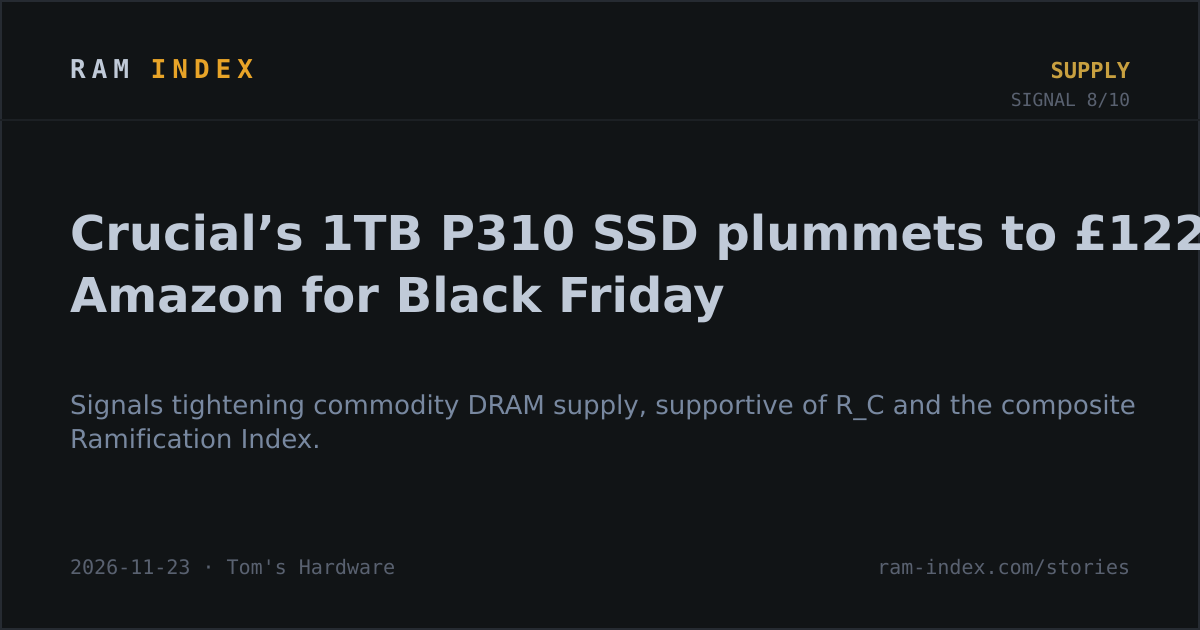 RAM INDEX
SUPPLY
SIGNAL 8/10
Crucial’s 1TB P310 SSD plummets to £122
Amazon for Black Friday
Signals tightening commodity DRAM supply, supportive of R_C and the composite
Ramification Index.
2026-11-23 · Tom's Hardware
ram-index.com/stories